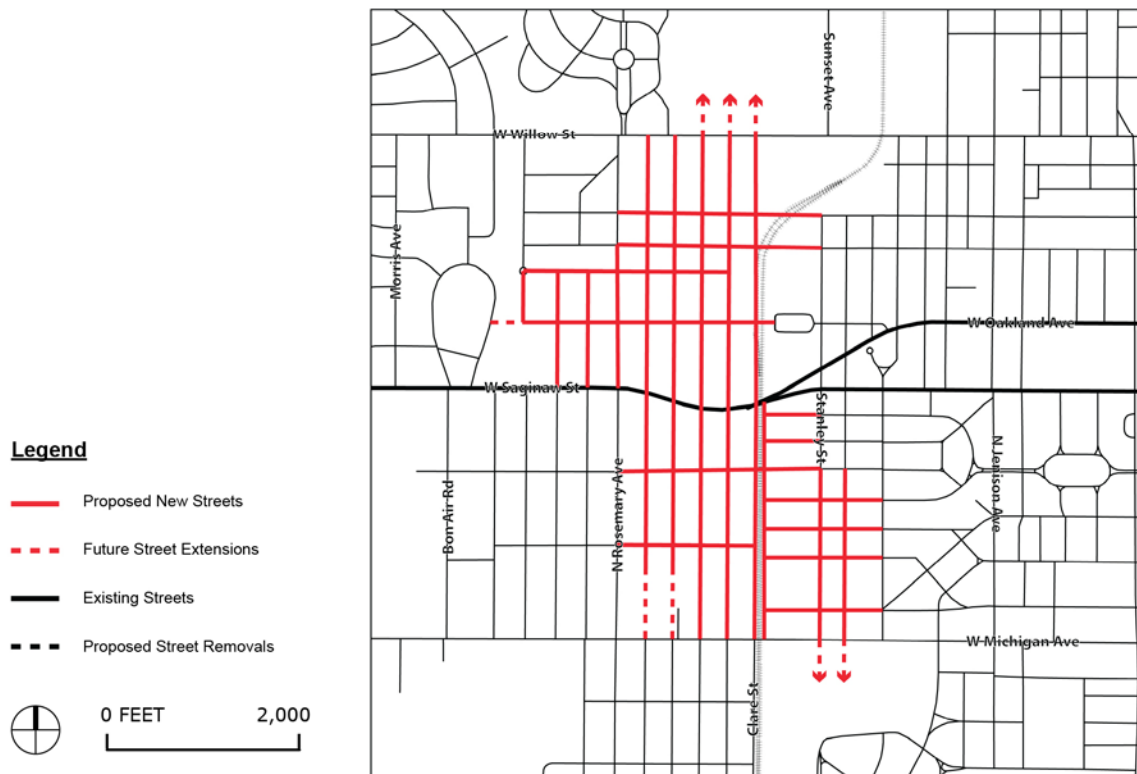 Sunset Ave
W Willow St
Morris Ave
W Oakland Ave
W Saginaw St
Stanley St
N Jenison Ave
Bon Air Rd
N Rosemary Ave
W Michigan Ave
Clare St
Legend
Proposed New Streets
Future Street Extensions
Existing Streets
Proposed Street Removals
0 FEET 2,000